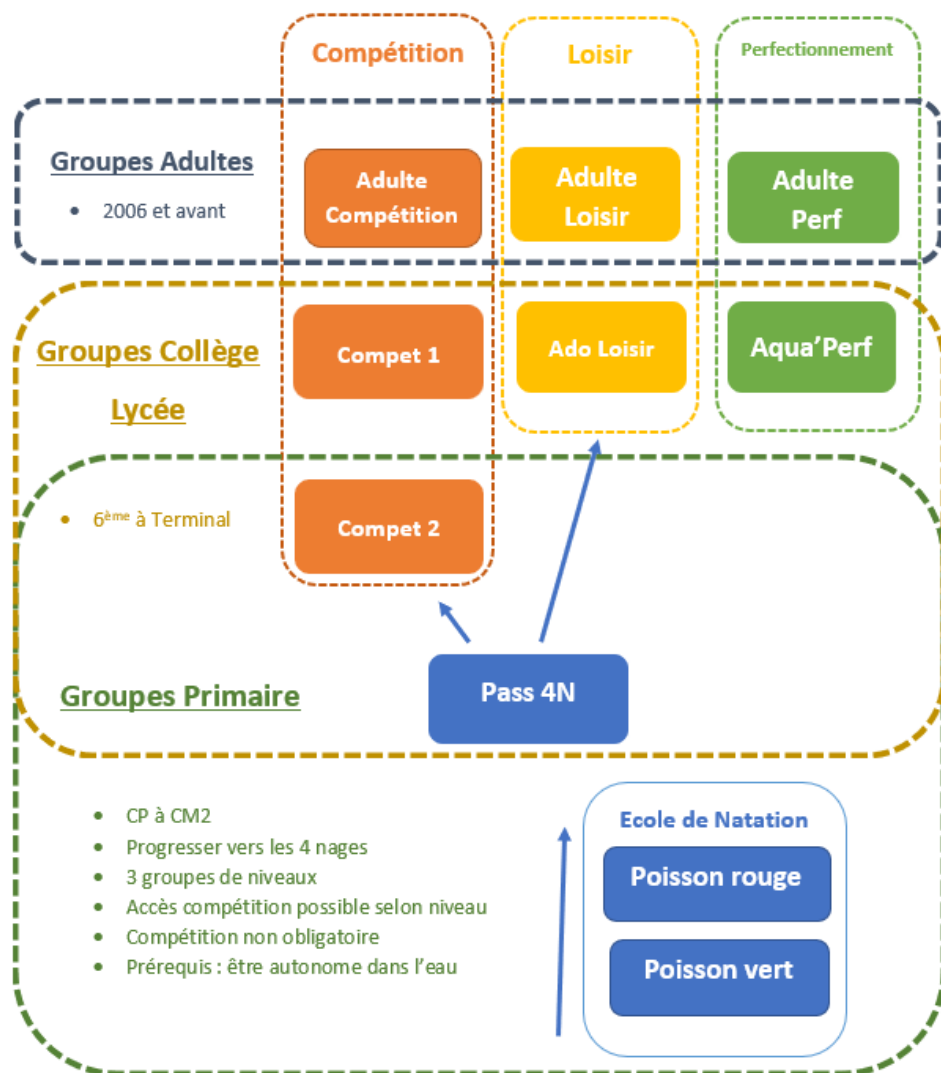 Compétition
Loisir
Perfectionnement
Groupes Adultes
• 2006 et avant
Adulte
Compétition
Adulte
Loisir
Adulte
Perf
Groupes Collège
Lycée
Compet 1
Ado Loisir
Aqua'Perf
• 6ème à Terminal
Compet 2
Groupes Primaire
Pass 4N
• CP à CM2
• Progresser vers les 4 nages
• 3 groupes de niveaux
• Accès compétition possible selon niveau
• Compétition non obligatoire
• Prérequis : être autonome dans l'eau
Ecole de Natation
Poisson rouge
Poisson vert